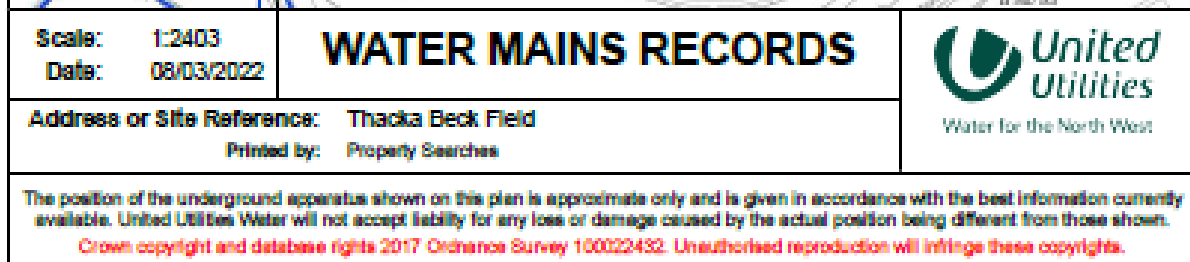 Scale: 1:2403
Date: 08/03/2022
WATER MAINS RECORDS
United
Utilities
Water for the North West
Address or Site Reference: Thacka Beck Field
Printed by: Property Searches
The position of the underground apparatus shown on this plan is approximate only and is given in accordance with the best information currently
available. United Utilities Water will not accept liability for any loss or damage caused by the actual position being different from those shown.
Crown copyright and database rights 2017 Ordnance Survey 100022432. Unauthorised reproduction will infringe these copyrights.